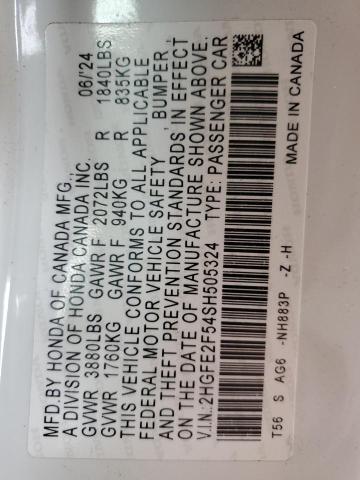 MFD.BY HONDA OF CANADA MFG., 06/'24
A DIVISION OF HONDA CANADA INC.
GVWR 3880LBS GAWR F 2072LBS R 1840LBS
GVWR 1760KG GAWR F 940KG R 835KG
THIS VEHICLE CONFORMS TO ALL APPLICABLE
FEDERAL MOTOR VEHICLE SAFETY , BUMPER ,
AND THEFT PREVENTION STANDARDS IN EFFECT
ON THE DATE OF MANUFACTURE SHOWN ABOVE.
V.I.N.:2HGFE2F54SH505324 TYPE: PASSENGER CAR
T56 S AG6 -NH883P -Z -H MADE IN CANADA